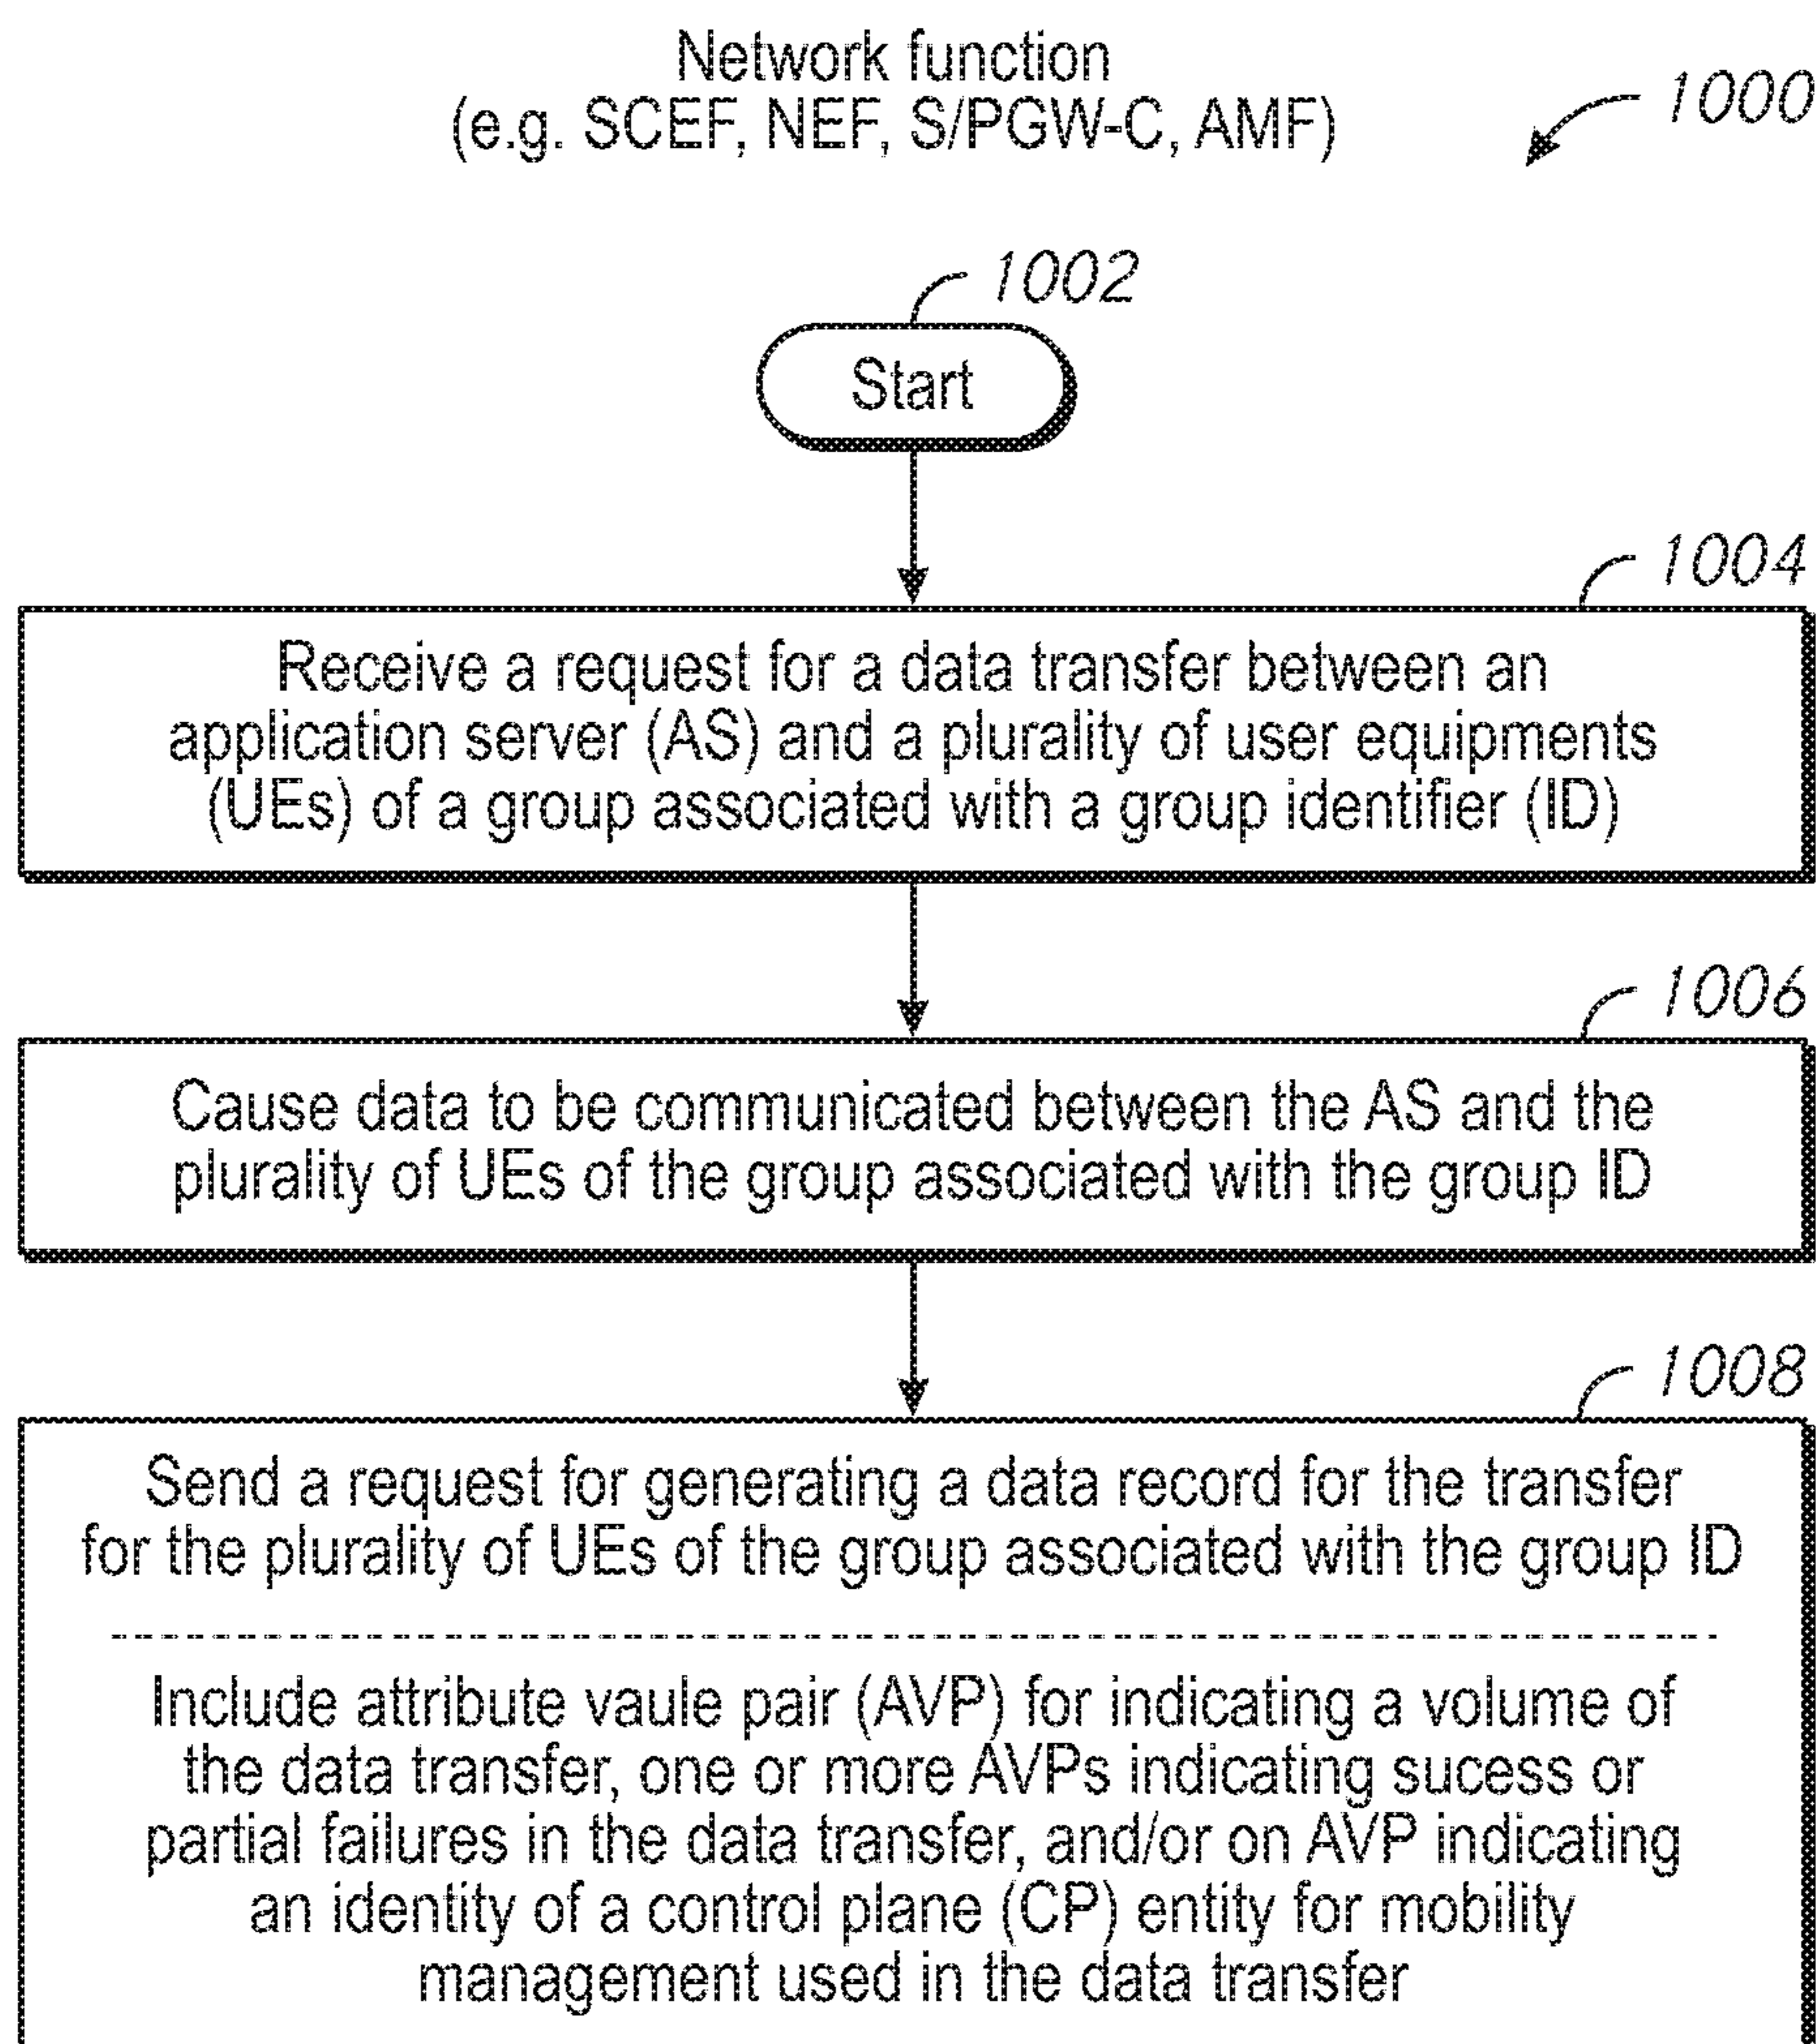 Network function
(e.g. SCEF, NEF, S/PGW-C, AMF)
1000
1002
Start
1004
Receive a request for a data transfer between an
application server (AS) and a plurality of user equipments
(UEs) of a group associated with a group identifier (ID)
1006
Cause data to be communicated between the AS and the
plurality of UEs of the group associated with the group ID
1008
Send a request for generating a data record for the transfer
for the plurality of UEs of the group associated with the group ID
Include attribute vaule pair (AVP) for indicating a volume of
the data transfer, one or more AVPs indicating sucess or
partial failures in the data transfer, and/or on AVP indicating
an identity of a control plane (CP) entity for mobility
management used in the data transfer